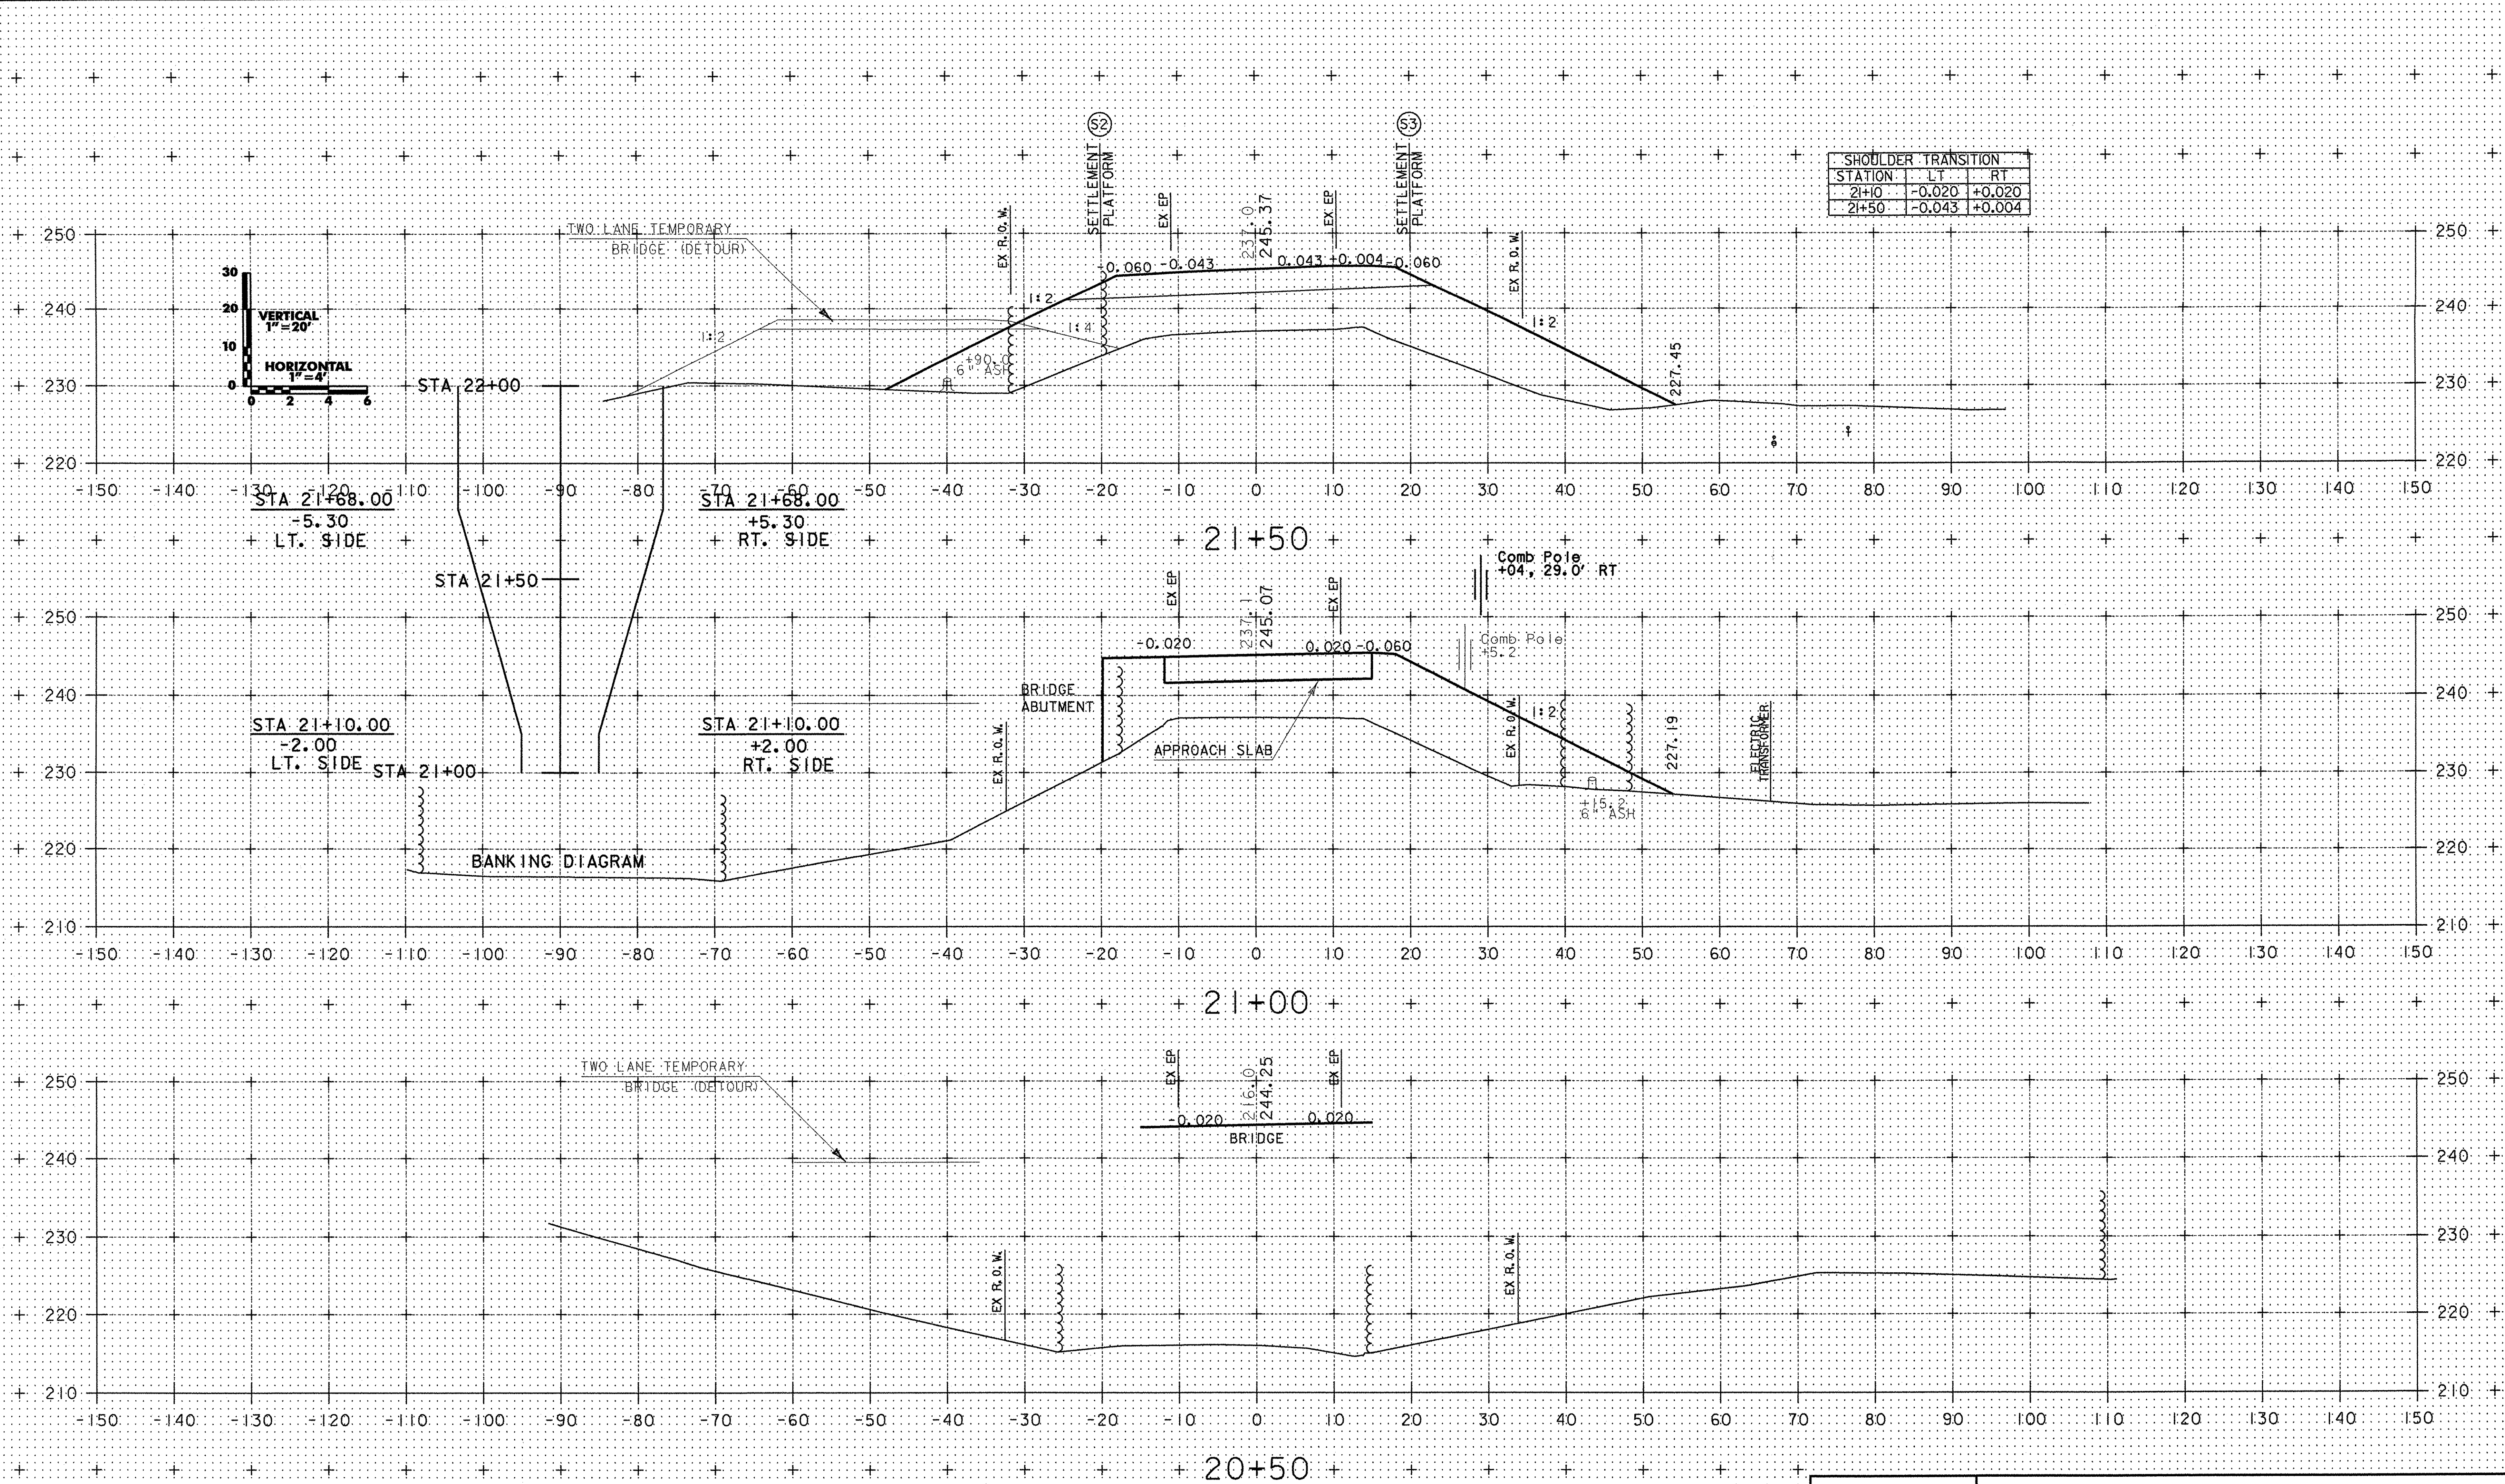 S2
S3
SETTLEMENT
PLATFORM
SETTLEMENT
PLATFORM
SHOULDER TRANSITION
STATION LT RT
21+10 -0.020 +0.020
21+50 -0.043 +0.004
EX R.O.W.
EX EP
237.0
245.37
EX EP
EX R.O.W.
TWO LANE TEMPORARY
BRIDGE (DETOUR)
250 250
-0.060 -0.043 0.043 +0.004 -0.060
30
20
10
0
VERTICAL
1"=20'
HORIZONTAL
1"=4'
0 2 4 6
240 240
1:2
1:2
1:4
1:2
+90.0
6" ASH
227.45
230 230
STA 22+00
220 220
-150 -140 -130 -120 -110 -100 -90 -80 -70 -60 -50 -40 -30 -20 -10 0 10 20 30 40 50 60 70 80 90 100 110 120 130 140 150
STA 21+68.00
-5.30
LT. SIDE
STA 21+68.00
+5.30
RT. SIDE
21+50
STA 21+50
Comb Pole
+04, 29.0' RT
EX EP
237.1
245.07
EX EP
250 250
-0.020 0.020 -0.060
Comb Pole
+5.2
240 240
BRIDGE
ABUTMENT
APPROACH SLAB
EX R.O.W.
EX R.O.W.
1:2
227.19
ELECTRIC
TRANSFORMER
STA 21+10.00
-2.00
LT. SIDE
STA 21+10.00
+2.00
RT. SIDE
STA 21+00
230 230
+15.2
6" ASH
220 220
BANKING DIAGRAM
210 210
-150 -140 -130 -120 -110 -100 -90 -80 -70 -60 -50 -40 -30 -20 -10 0 10 20 30 40 50 60 70 80 90 100 110 120 130 140 150
21+00
TWO LANE TEMPORARY
BRIDGE (DETOUR)
EX EP
216.0
244.25
EX EP
250 250
-0.020 0.020
BRIDGE
240 240
230 230
EX R.O.W.
EX R.O.W.
220 220
210 210
-150 -140 -130 -120 -110 -100 -90 -80 -70 -60 -50 -40 -30 -20 -10 0 10 20 30 40 50 60 70 80 90 100 110 120 130 140 150
20+50